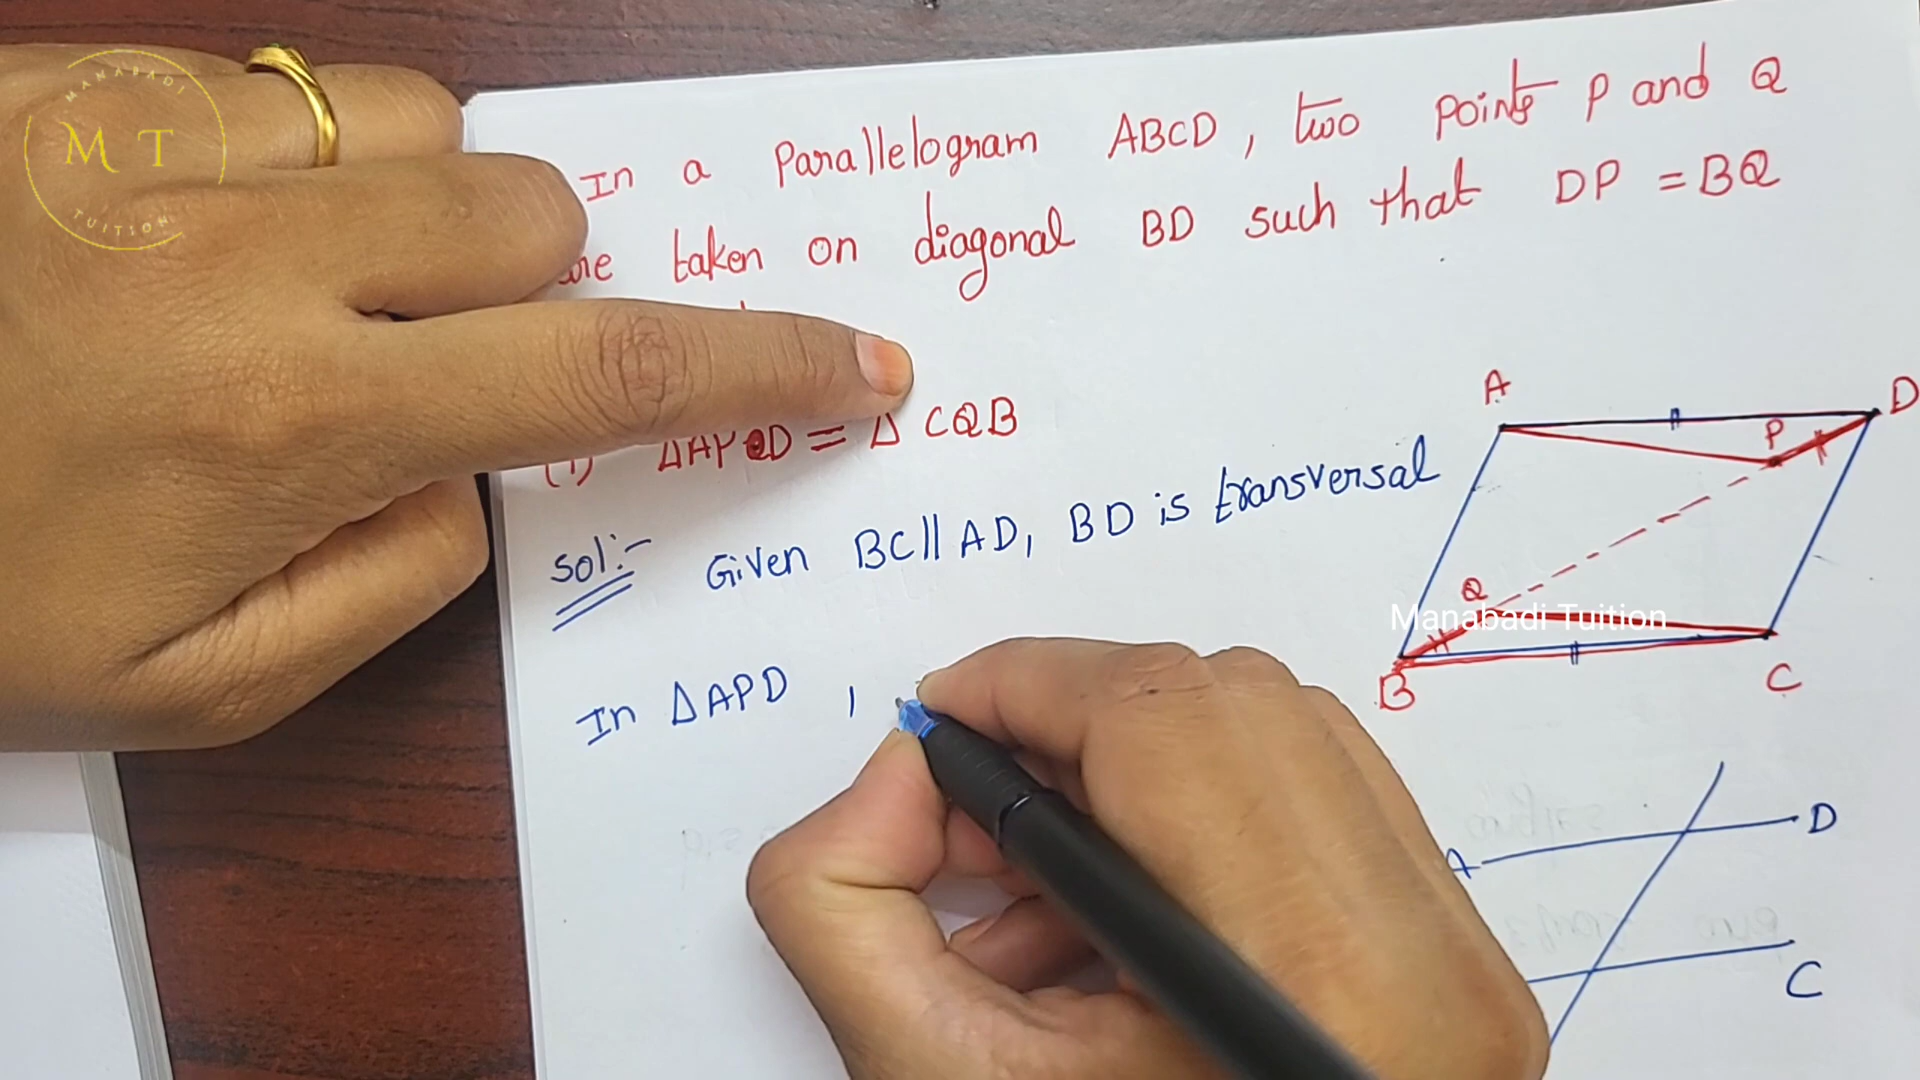 MANABADI
M T
TUITION
In a parallelogram ABCD, two points P and Q
are taken on diagonal BD such that DP = BQ
(i) ΔAPD = Δ CQB
Sol:- Given BC || AD, BD is transversal
In ΔAPD ,
A
D
P
Q
Manabadi Tuition
B
C
A
D
C